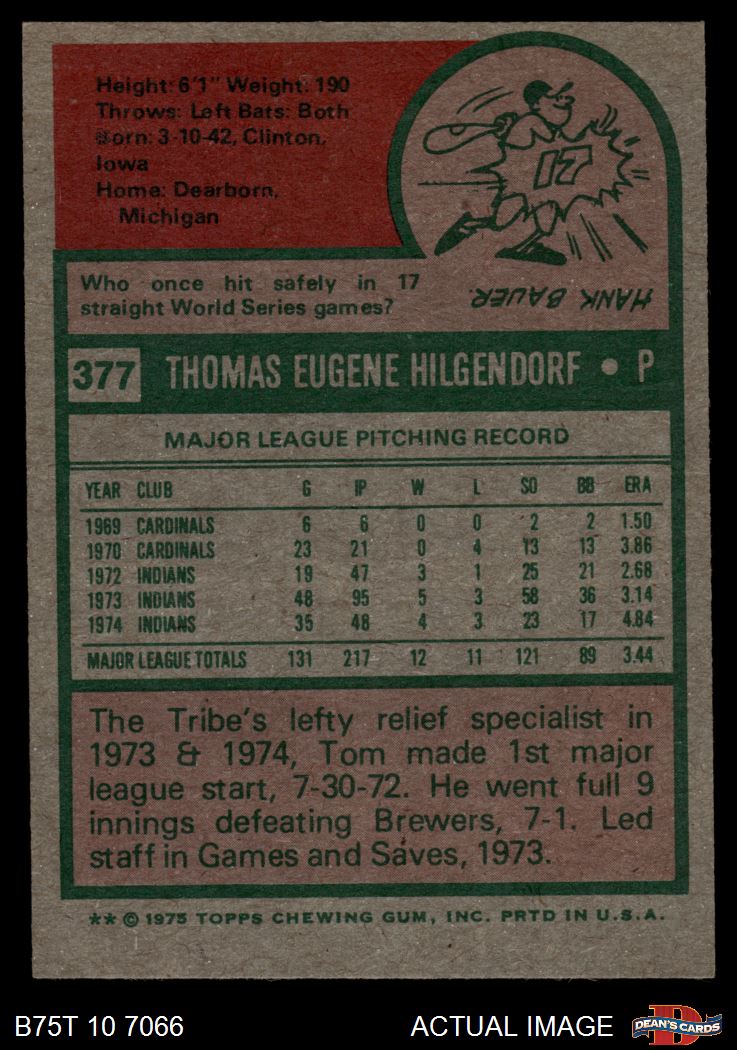 Height: 6'1" Weight: 190
Throws: Left Bats: Both
Born: 3-10-42, Clinton,
Iowa
Home: Dearborn,
Michigan
17
Who once hit safely in 17
straight World Series games?
HANK BAUER.
377 THOMAS EUGENE HILGENDORF • P
MAJOR LEAGUE PITCHING RECORD
YEAR CLUB G IP W L SO BB ERA
1969 CARDINALS 6 6 0 0 2 2 1.50
1970 CARDINALS 23 21 0 4 13 13 3.86
1972 INDIANS 19 47 3 1 25 21 2.68
1973 INDIANS 48 95 5 3 58 36 3.14
1974 INDIANS 35 48 4 3 23 17 4.84
MAJOR LEAGUE TOTALS 131 217 12 11 121 89 3.44
The Tribe's lefty relief specialist in
1973 & 1974, Tom made 1st major
league start, 7-30-72. He went full 9
innings defeating Brewers, 7-1. Led
staff in Games and Saves, 1973.
** © 1975 TOPPS CHEWING GUM, INC. PRTD IN U.S.A.
B75T 10 7066 ACTUAL IMAGE DEAN'S CARDS